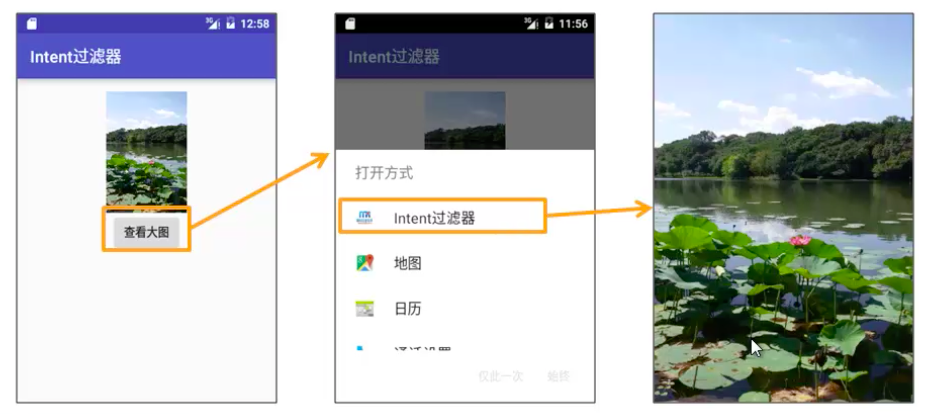 3G 12:58
Intent过滤器
查看大图
3G 11:56
Intent过滤器
打开方式
Intent过滤器
地图
日历
仅此一次 始终